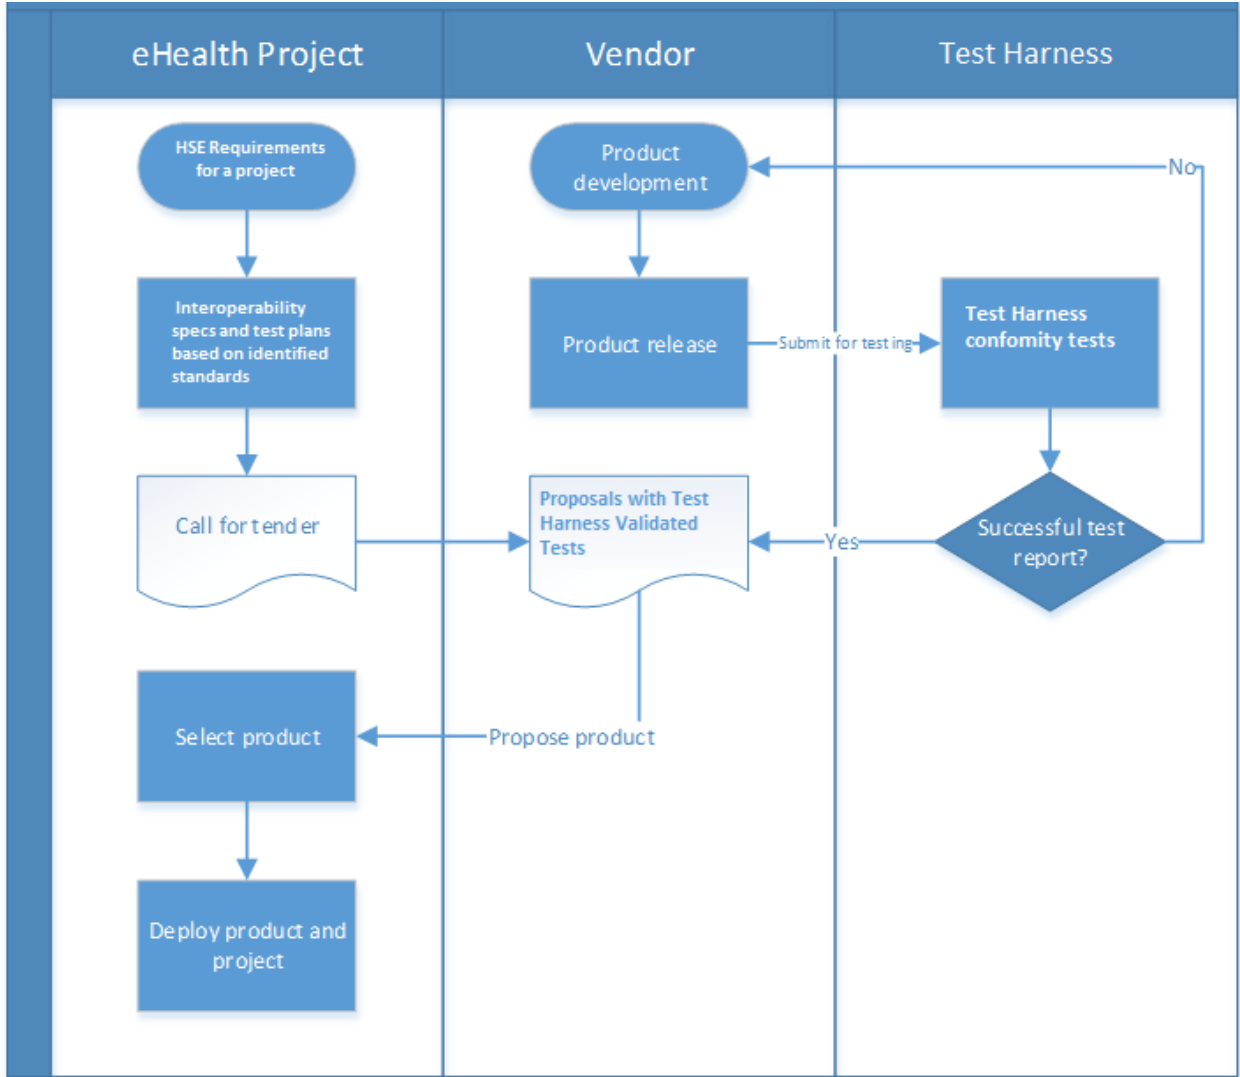 eHealth Project
Vendor
Test Harness
HSE Requirements
for a project
Product
development
No
Interoperability
specs and test plans
based on identified
standards
Product release
Submit for testing
Test Harness
confomity tests
Call for tender
Proposals with Test
Harness Validated
Tests
Yes
Successful test
report?
Select product
Propose product
Deploy product and
project